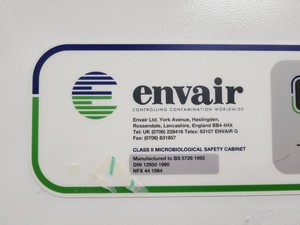 envair
CONTROLLING CONTAMINATION WORLDWIDE
Envair Ltd. York Avenue, Haslingden,
Rossendale, Lancashire, England BB4 4HX
Tel: UK (0706) 228416 Telex: 63107 ENVAIR G
Fax: (0706) 831957
CLASS II MICROBIOLOGICAL SAFETY CABINET
Manufactured to BS 5726 1992
DIN 12950 1990
NFX 44 1984